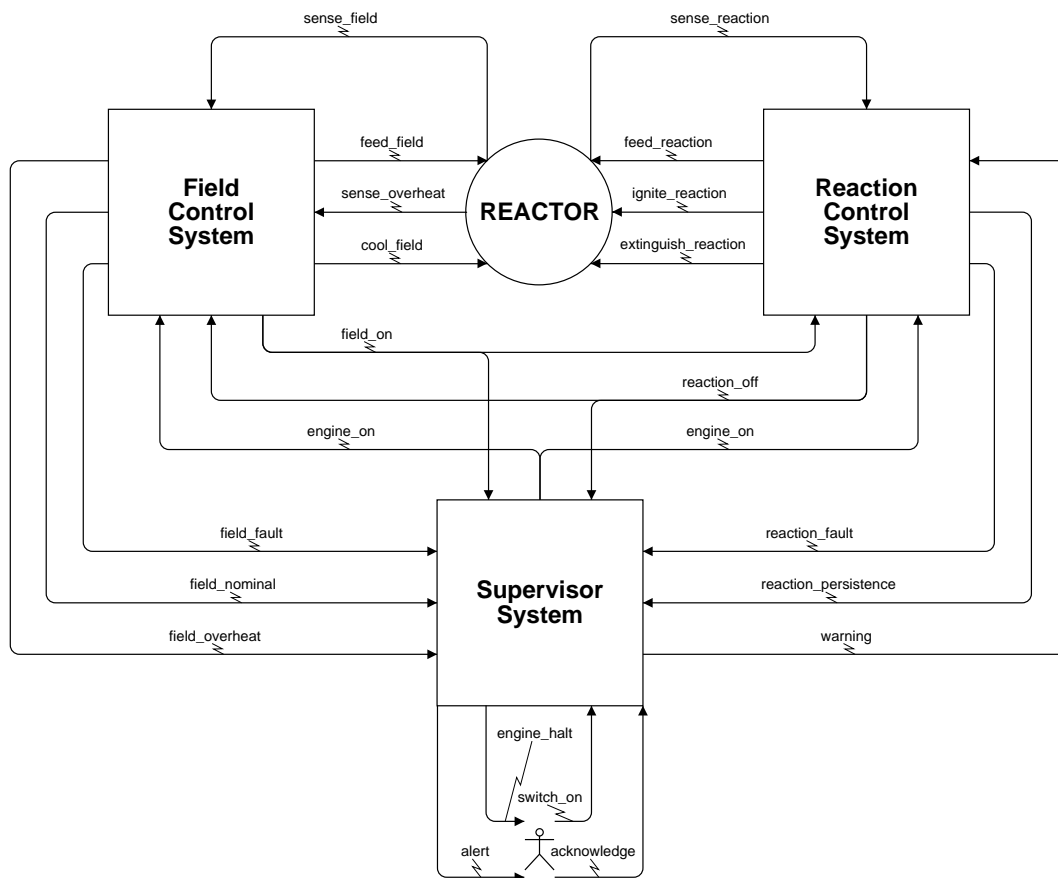 sense_field
sense_reaction
feed_field
feed_reaction
Field
Control
System
sense_overheat
REACTOR
ignite_reaction
Reaction
Control
System
cool_field
extinguish_reaction
field_on
reaction_off
engine_on
engine_on
field_fault
reaction_fault
field_nominal
Supervisor
System
reaction_persistence
field_overheat
warning
engine_halt
switch_on
alert
acknowledge